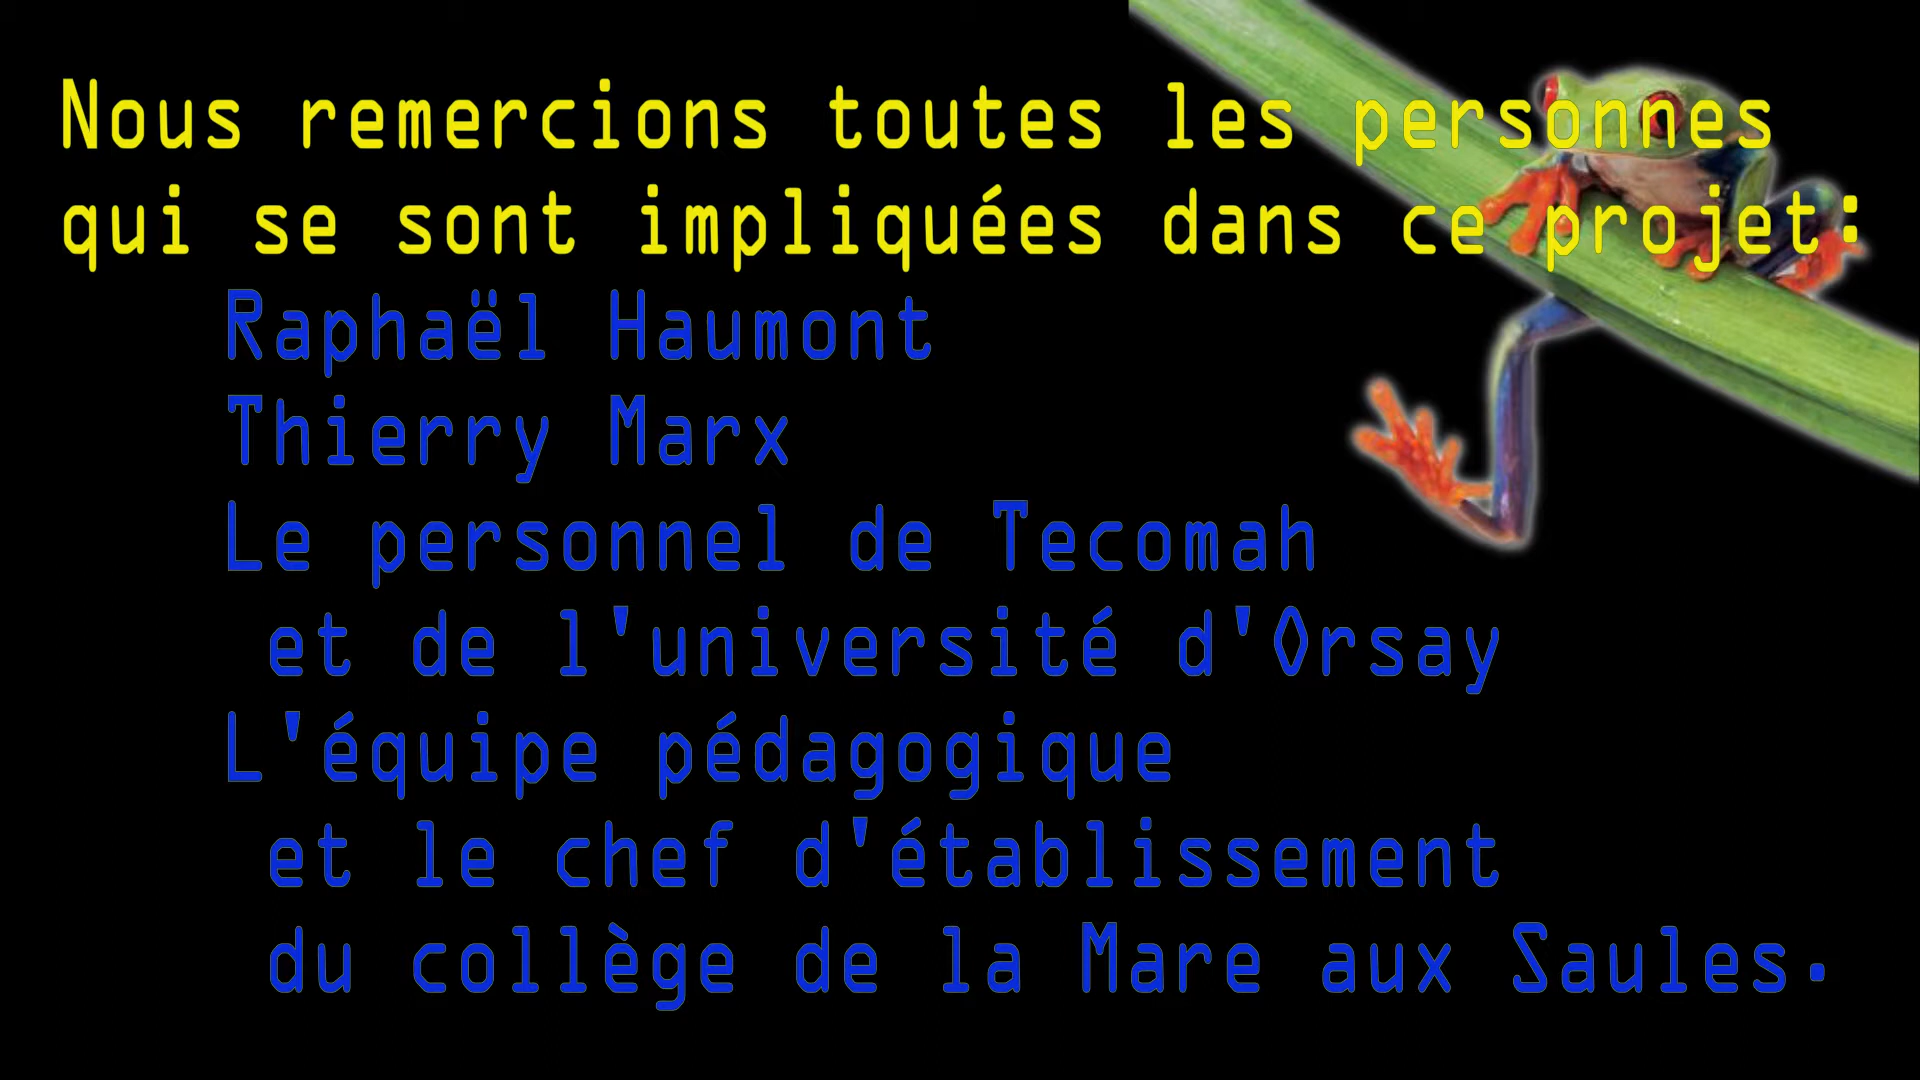 Nous remercions toutes les personnes
qui se sont impliquées dans ce projet:
Raphaël Haumont
Thierry Marx
Le personnel de Tecomah
et de l'université d'Orsay
L'équipe pédagogique
et le chef d'établissement
du collège de la Mare aux Saules.